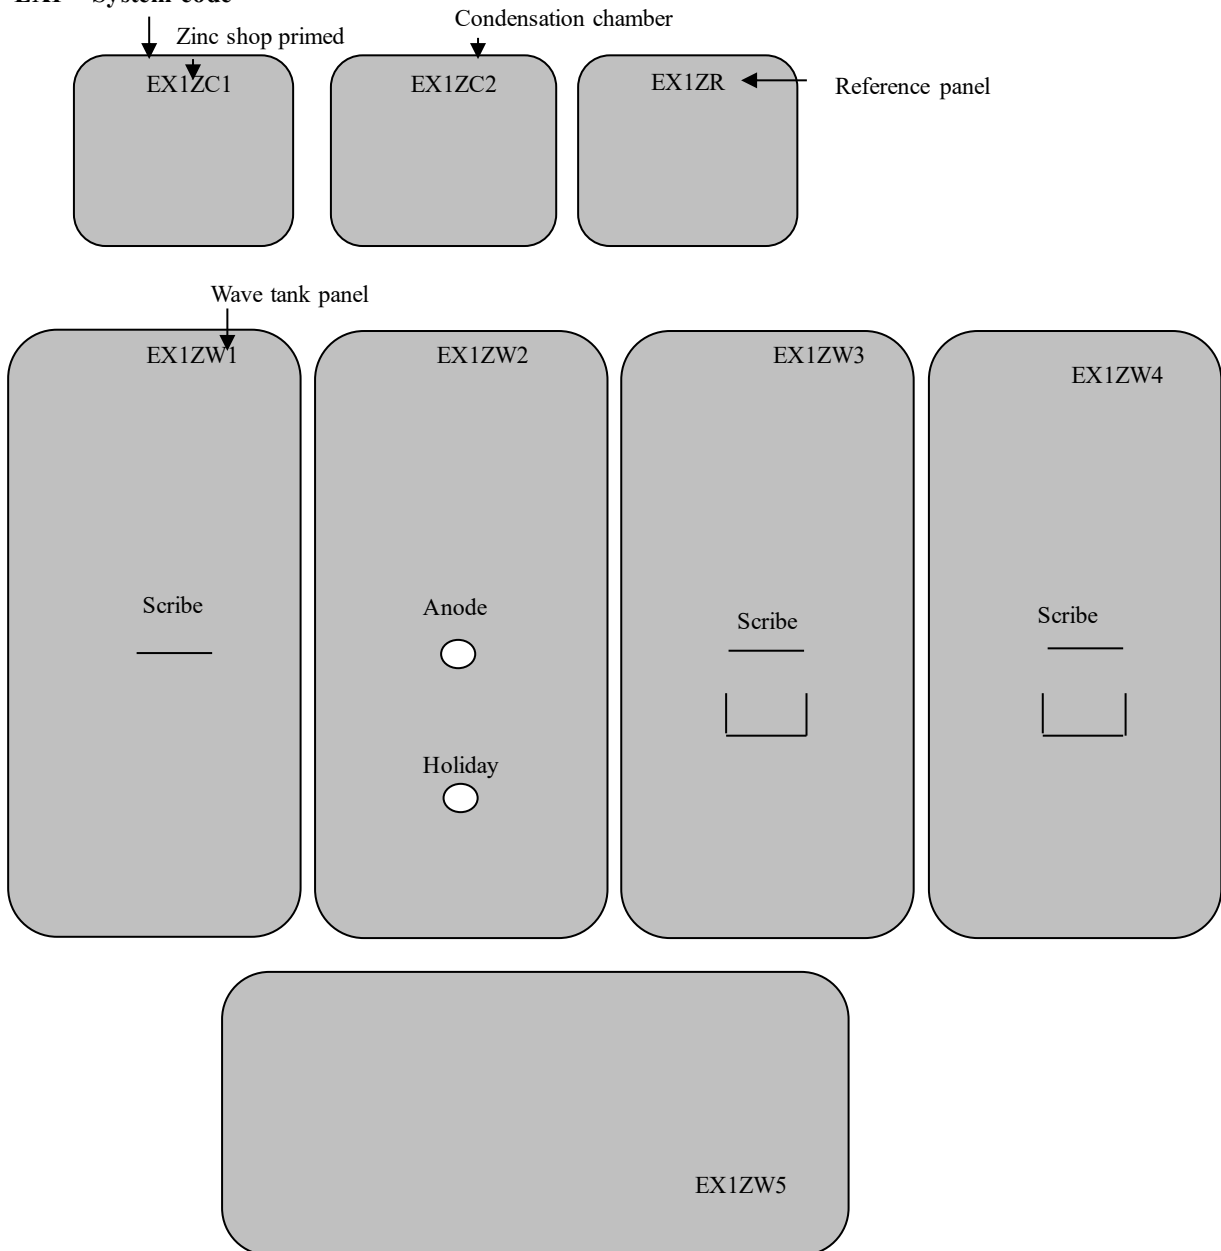 System code
Condensation chamber
Zinc shop primed
EX1ZC1
EX1ZC2
EX1ZR
Reference panel
Wave tank panel
EX1ZW1
EX1ZW2
EX1ZW3
EX1ZW4
Scribe
Anode
Scribe
Scribe
Holiday
EX1ZW5